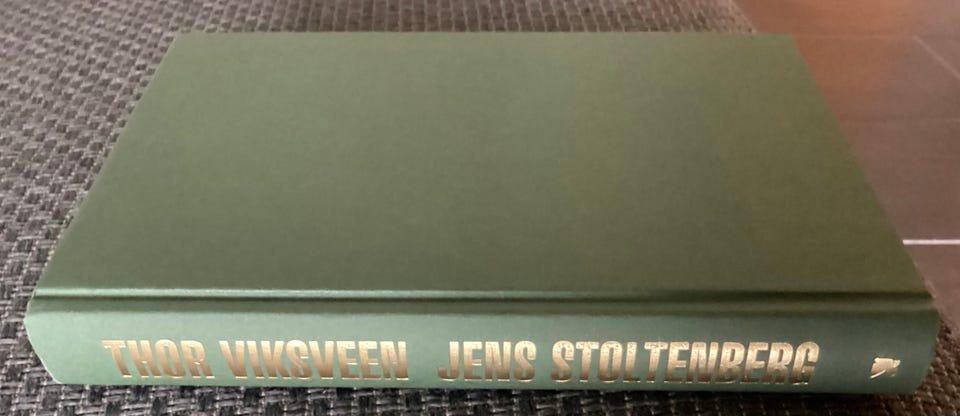 THOR VIKSVEEN JENS STOLTENBERG